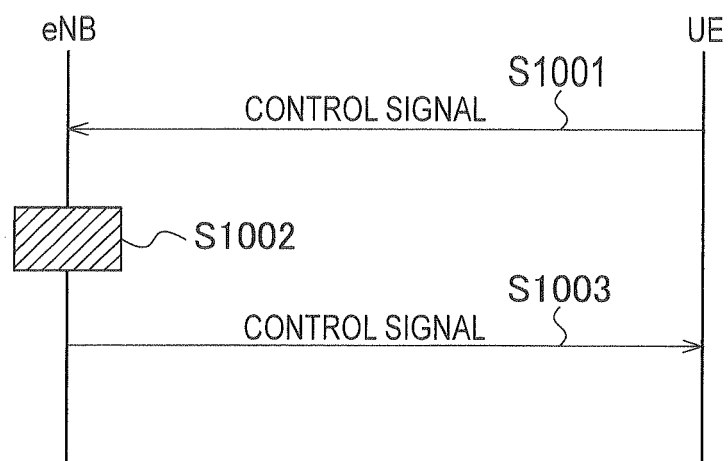 eNB UE
S1001
CONTROL SIGNAL
S1002
S1003
CONTROL SIGNAL